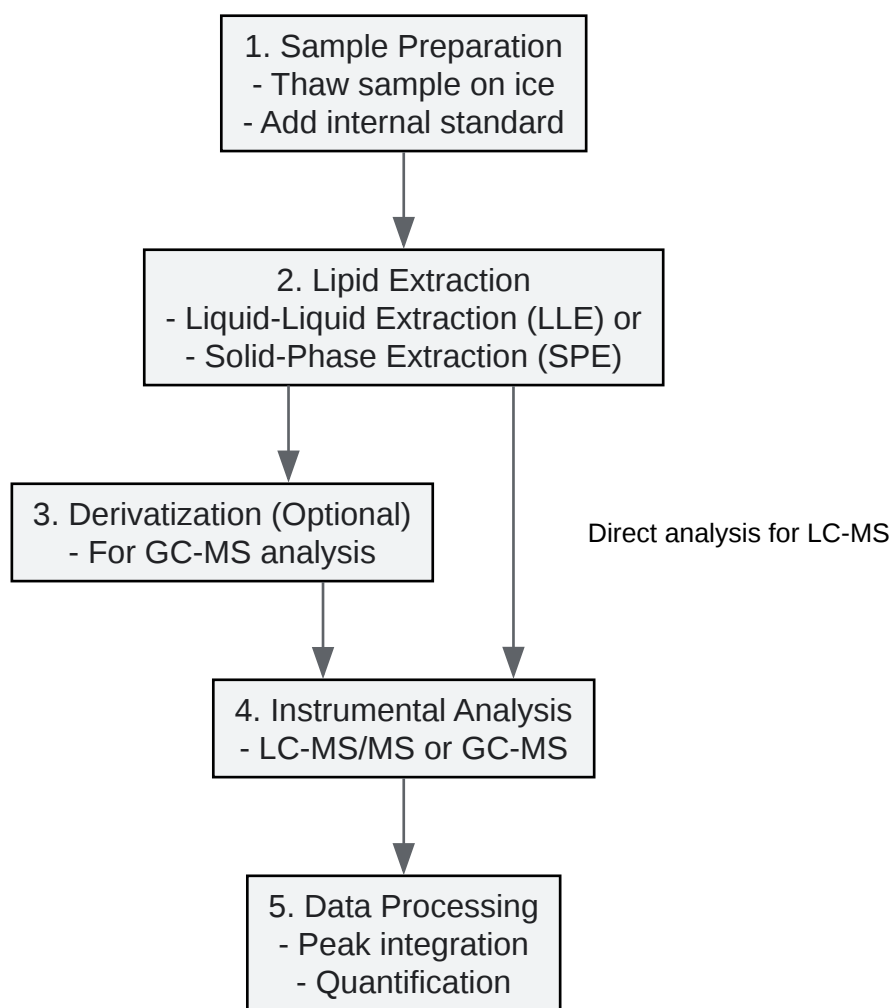 1. Sample Preparation
- Thaw sample on ice
- Add internal standard
2. Lipid Extraction
- Liquid-Liquid Extraction (LLE) or
- Solid-Phase Extraction (SPE)
3. Derivatization (Optional)
- For GC-MS analysis
Direct analysis for LC-MS
4. Instrumental Analysis
- LC-MS/MS or GC-MS
5. Data Processing
- Peak integration
- Quantification